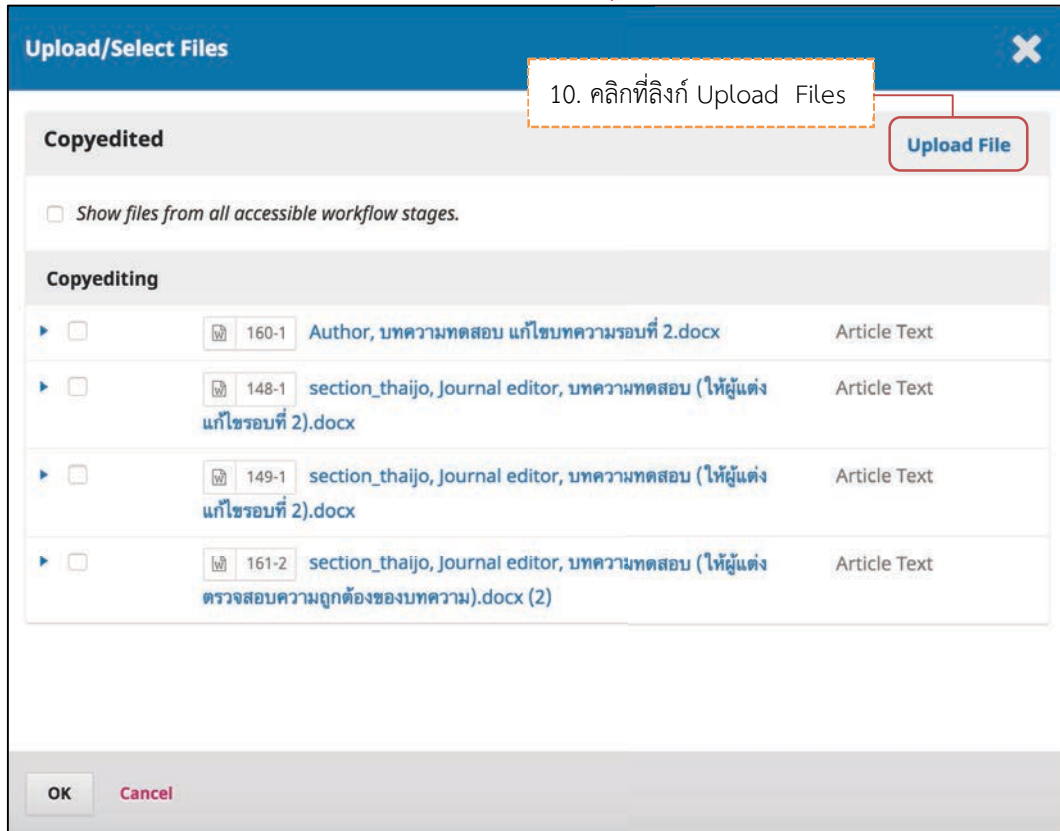 Upload/Select Files
10. คลิกที่ลิงก์ Upload Files
Copyedited
Upload File
Show files from all accessible workflow stages.
Copyediting
160-1 Author, บทความทดสอบ แก้ไขบทความรอบที่ 2.docx Article Text
148-1 section_thaijo, Journal editor, บทความทดสอบ (ให้ผู้แต่ง Article Text
แก้ไขรอบที่ 2).docx
149-1 section_thaijo, Journal editor, บทความทดสอบ (ให้ผู้แต่ง Article Text
แก้ไขรอบที่ 2).docx
161-2 section_thaijo, Journal editor, บทความทดสอบ (ให้ผู้แต่ง Article Text
ตรวจสอบความถูกต้องของบทความ).docx (2)
OK Cancel